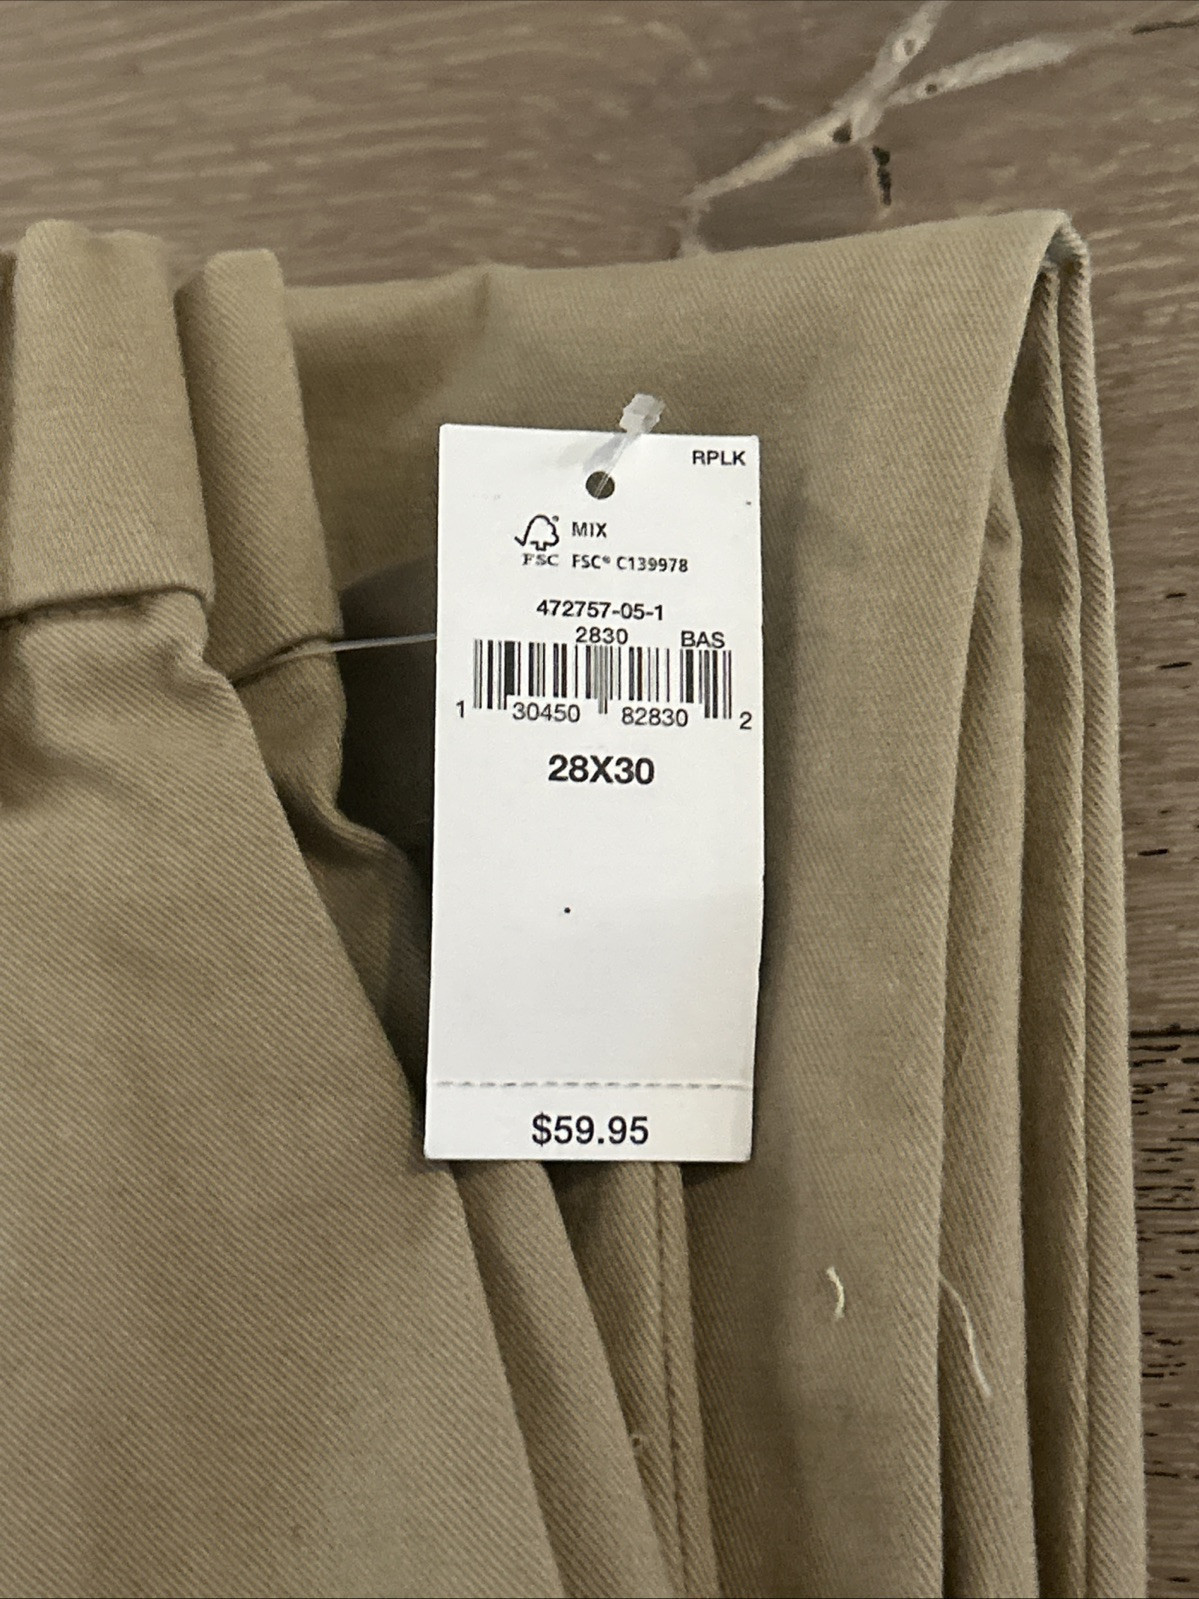 RPLK
MIX
FSC FSC® C139978
472757-05-1
2830 BAS
1 30450 82830 2
28X30
$59.95